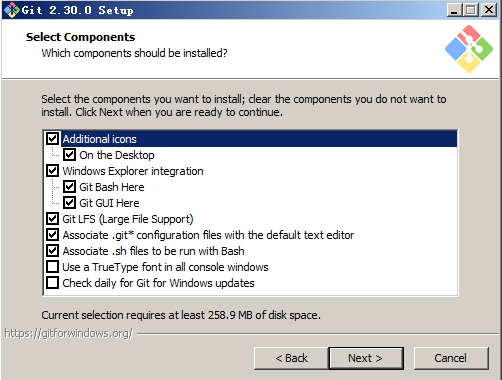 Git 2.30.0 Setup
Select Components
Which components should be installed?
Select the components you want to install; clear the components you do not want to
install. Click Next when you are ready to continue.
Additional icons
On the Desktop
Windows Explorer integration
Git Bash Here
Git GUI Here
Git LFS (Large File Support)
Associate .git* configuration files with the default text editor
Associate .sh files to be run with Bash
Use a TrueType font in all console windows
Check daily for Git for Windows updates
Current selection requires at least 258.9 MB of disk space.
https://gitforwindows.org/
< Back
Next >
Cancel